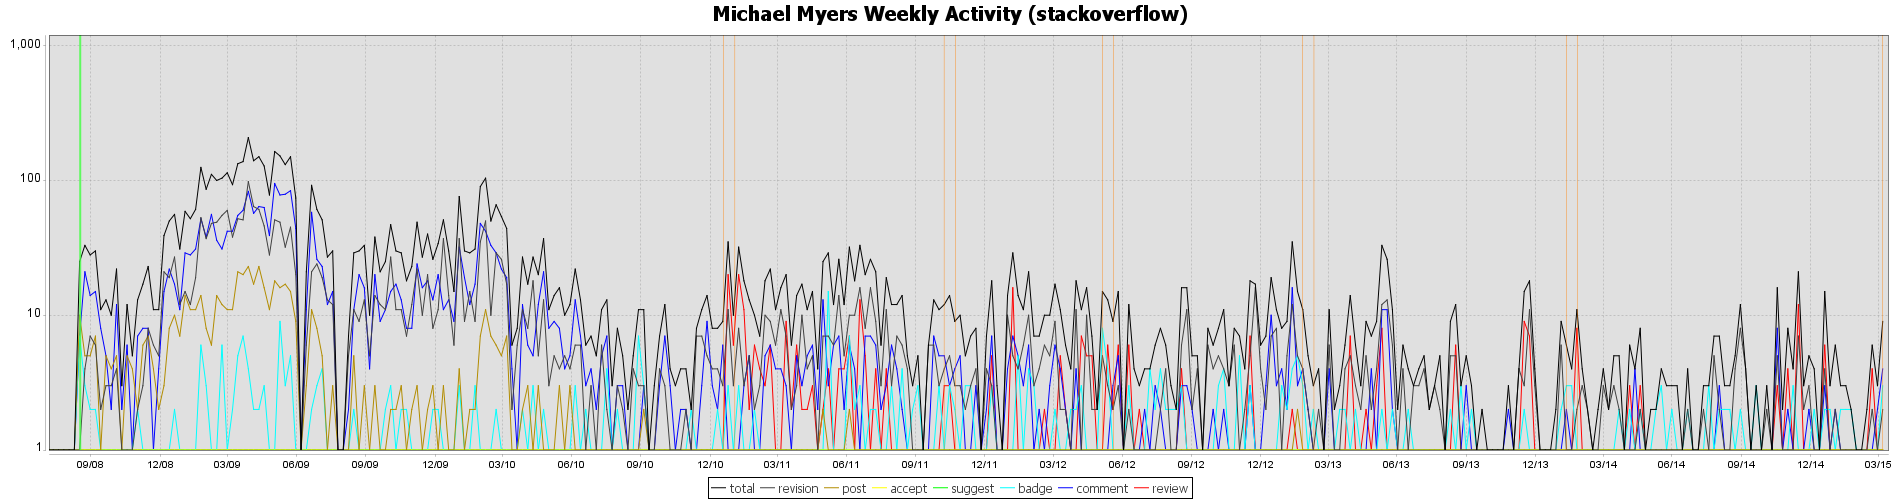 Michael Myers Weekly Activity (stackoverflow)
1,000
100
10
1
09/08 12/08 03/09 06/09 09/09 12/09 03/10 06/10 09/10 12/10 03/11 06/11 09/11 12/11 03/12 06/12 09/12 12/12 03/13 06/13 09/13 12/13 03/14 06/14 09/14 12/14 03/15
total revision post accept suggest badge comment review